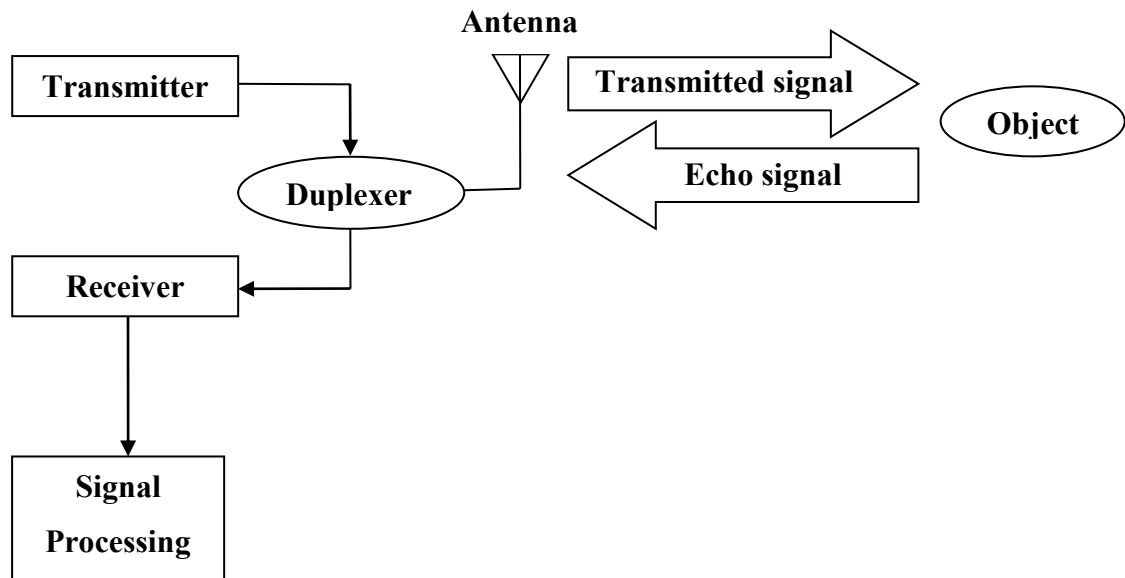 Antenna
Transmitter
Transmitted signal
Object
Echo signal
Duplexer
Receiver
Signal
Processing